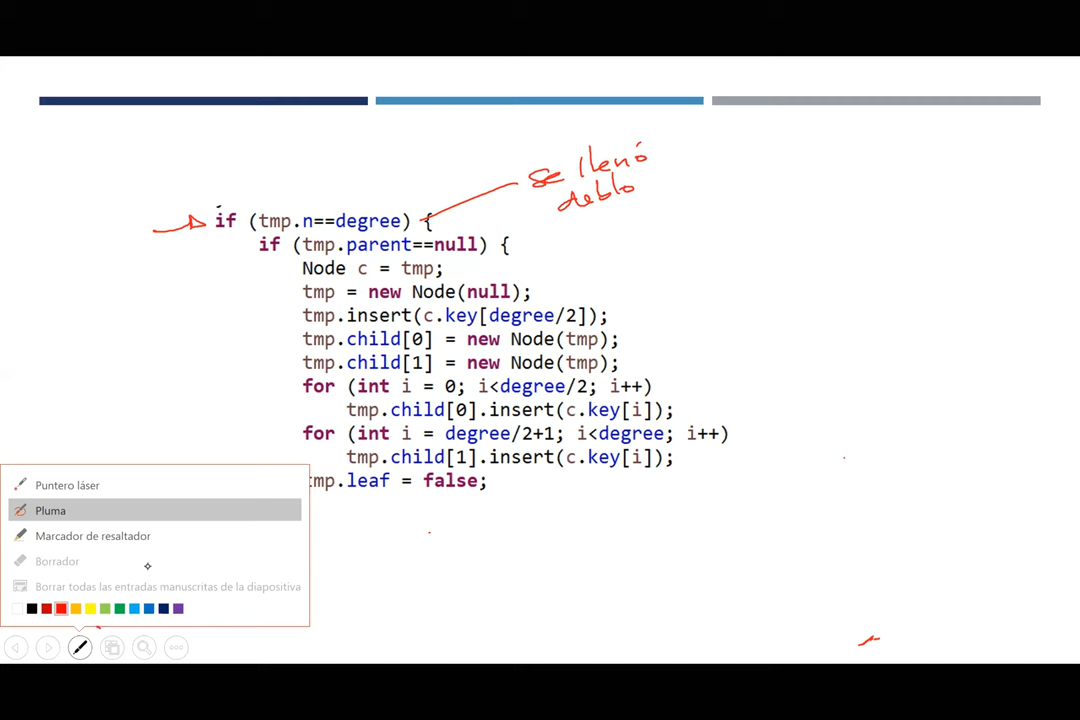 Se llenó
if (tmp.n==degree) {
if (tmp.parent==null) {
Node c = tmp;
tmp = new Node(null);
tmp.insert(c.key[degree/2]);
tmp.child[0] = new Node(tmp);
tmp.child[1] = new Node(tmp);
for (int i = 0; i<degree/2; i++)
tmp.child[0].insert(c.key[i]);
for (int i = degree/2+1; i<degree; i++)
tmp.child[1].insert(c.key[i]);
tmp.leaf = false;
Puntero láser
Pluma
Marcador de resaltador
Borrador
Borrar todas las entradas manuscritas de la diapositiva